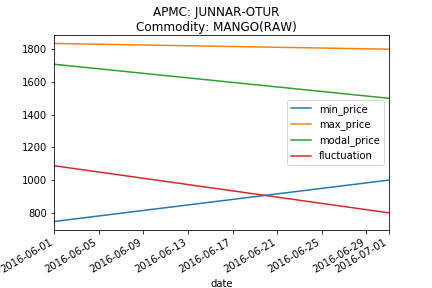 APMC: JUNNAR-OTUR
Commodity: MANGO(RAW)
1800
1600
1400
1200
1000
800
min_price
max_price
modal_price
fluctuation
2016-06-01
2016-06-05
2016-06-09
2016-06-13
2016-06-17
2016-06-21
2016-06-25
2016-06-29
2016-07-01
date